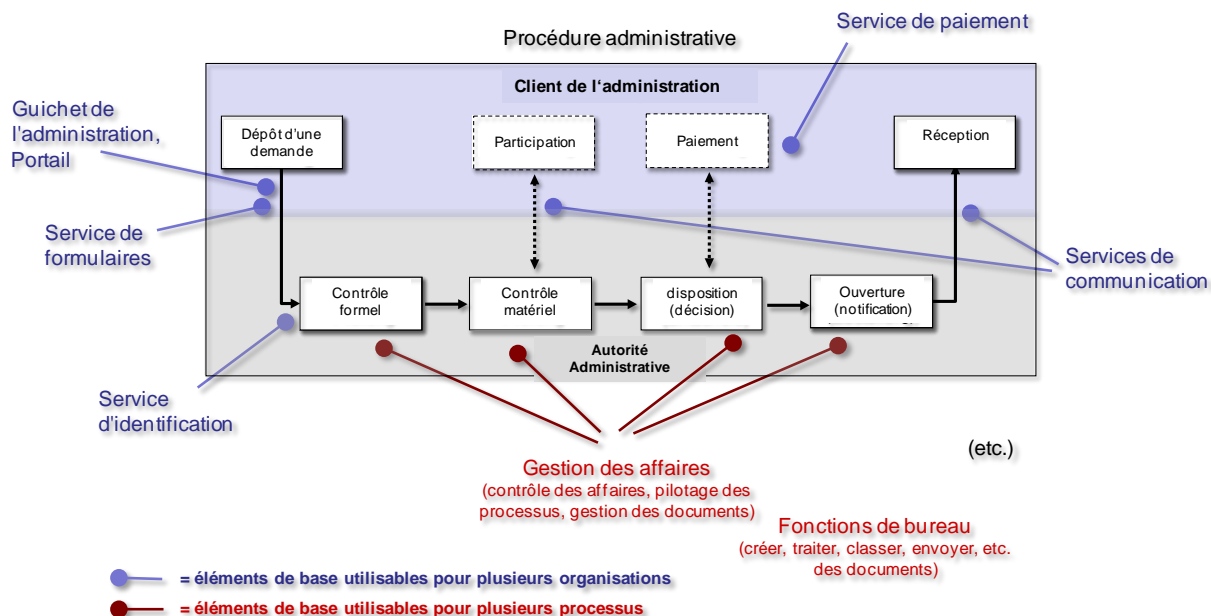 Service de paiement
Procédure administrative
Client de l'administration
Guichet de
l'administration,
Portail
Dépôt d'une
demande
Participation
Paiement
Réception
Service de
formulaires
Services de
communication
Contrôle
formel
Contrôle
matériel
disposition
(décision)
Ouverture
(notification)
Autorité
Administrative
Service
d'identification
(etc.)
Gestion des affaires
(contrôle des affaires, pilotage des
processus, gestion des documents)
Fonctions de bureau
(créer, traiter, classer, envoyer, etc.
des documents)
= éléments de base utilisables pour plusieurs organisations
= éléments de base utilisables pour plusieurs processus